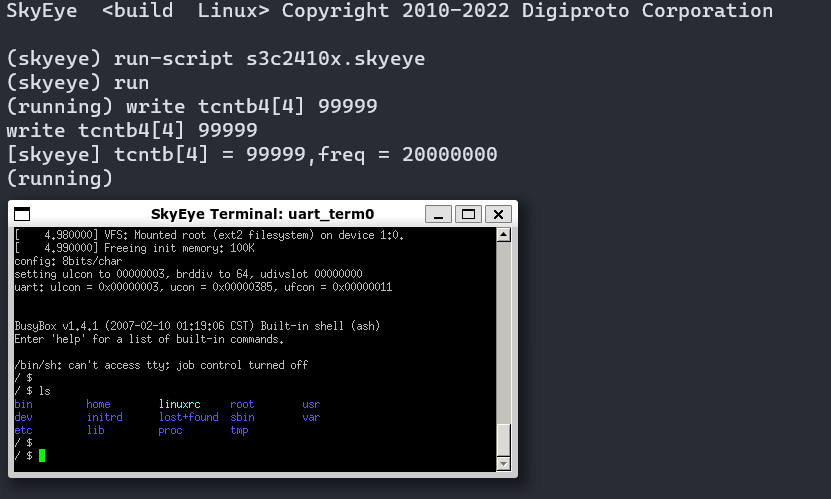 SkyEye  <build  Linux> Copyright 2010-2022 Digiproto Corporation
(skyeye) run-script s3c2410x.skyeye
(skyeye) run
(running) write tcntb4[4] 99999
write tcntb4[4] 99999
[skyeye] tcntb[4] = 99999,freq = 20000000
(running)
SkyEye Terminal: uart_term0
[    4.980000] VFS: Mounted root (ext2 filesystem) on device 1:0.
[    4.990000] Freeing init memory: 100K
config: 8bits/char
setting ulcon to 00000003, brddiv to 64, udivslot 00000000
uart: ulcon = 0x00000003, ucon = 0x00000385, ufcon = 0x00000011
BusyBox v1.4.1 (2007-02-10 01:19:06 CST) Built-in shell (ash)
Enter 'help' for a list of built-in commands.
/bin/sh: can't access tty; job control turned off
/ $
/ $ ls
bin        home       linuxrc    root       usr
dev        initrd     lost+found sbin       var
etc        lib        proc       tmp
/ $
/ $